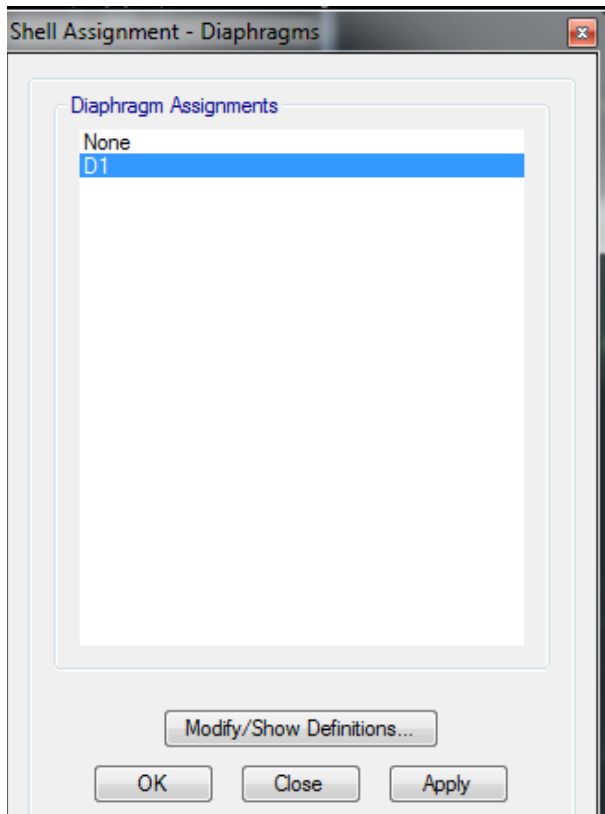 Shell Assignment - Diaphragms
Diaphragm Assignments
None
D1
Modify/Show Definitions...
OK Close Apply